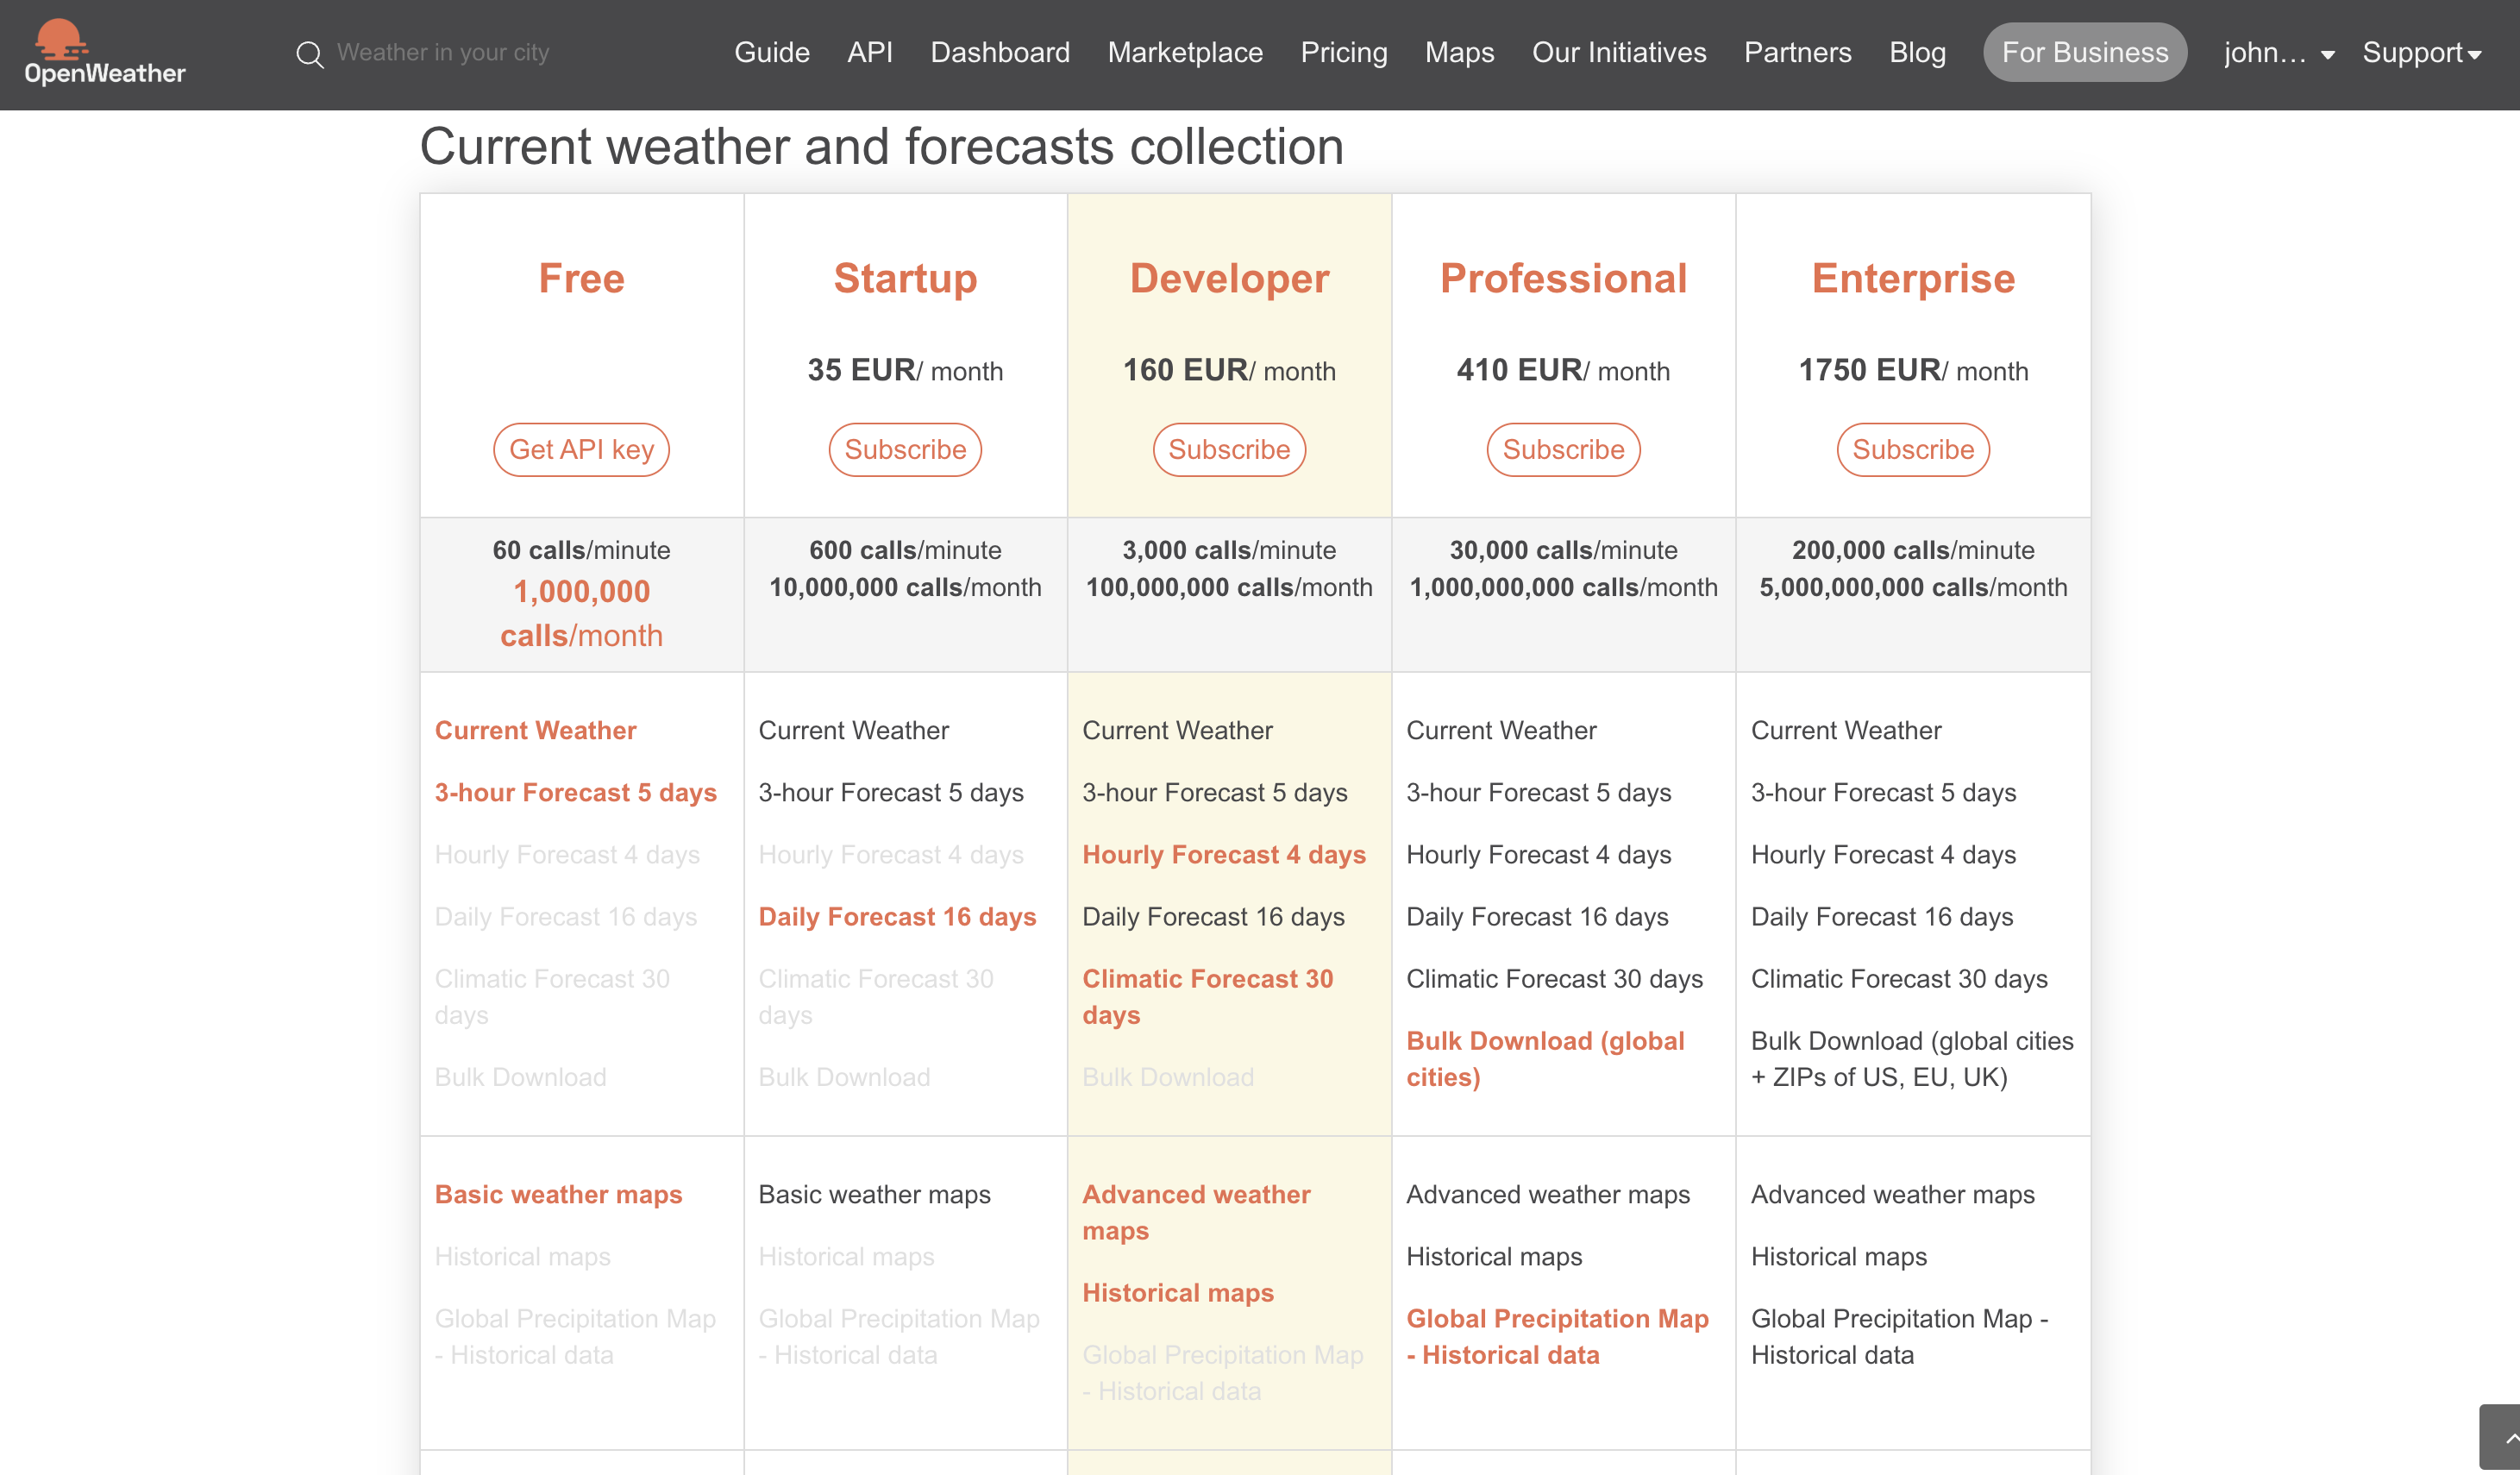 OpenWeather
Weather in your city
Guide
API
Dashboard
Marketplace
Pricing
Maps
Our Initiatives
Partners
Blog
For Business
john...
Support
Current weather and forecasts collection
Free
Get API key
Startup
35 EUR/ month
Subscribe
Developer
160 EUR/ month
Subscribe
Professional
410 EUR/ month
Subscribe
Enterprise
1750 EUR/ month
Subscribe
60 calls/minute
1,000,000
calls/month
600 calls/minute
10,000,000 calls/month
3,000 calls/minute
100,000,000 calls/month
30,000 calls/minute
1,000,000,000 calls/month
200,000 calls/minute
5,000,000,000 calls/month
Current Weather
3-hour Forecast 5 days
Hourly Forecast 4 days
Daily Forecast 16 days
Climatic Forecast 30
days
Bulk Download
Current Weather
3-hour Forecast 5 days
Hourly Forecast 4 days
Daily Forecast 16 days
Climatic Forecast 30
days
Bulk Download
Current Weather
3-hour Forecast 5 days
Hourly Forecast 4 days
Daily Forecast 16 days
Climatic Forecast 30
days
Bulk Download
Current Weather
3-hour Forecast 5 days
Hourly Forecast 4 days
Daily Forecast 16 days
Climatic Forecast 30 days
Bulk Download (global
cities)
Current Weather
3-hour Forecast 5 days
Hourly Forecast 4 days
Daily Forecast 16 days
Climatic Forecast 30 days
Bulk Download (global cities
+ ZIPs of US, EU, UK)
Basic weather maps
Historical maps
Global Precipitation Map
- Historical data
Basic weather maps
Historical maps
Global Precipitation Map
- Historical data
Advanced weather
maps
Historical maps
Global Precipitation Map
- Historical data
Advanced weather maps
Historical maps
Global Precipitation Map
- Historical data
Advanced weather maps
Historical maps
Global Precipitation Map -
Historical data